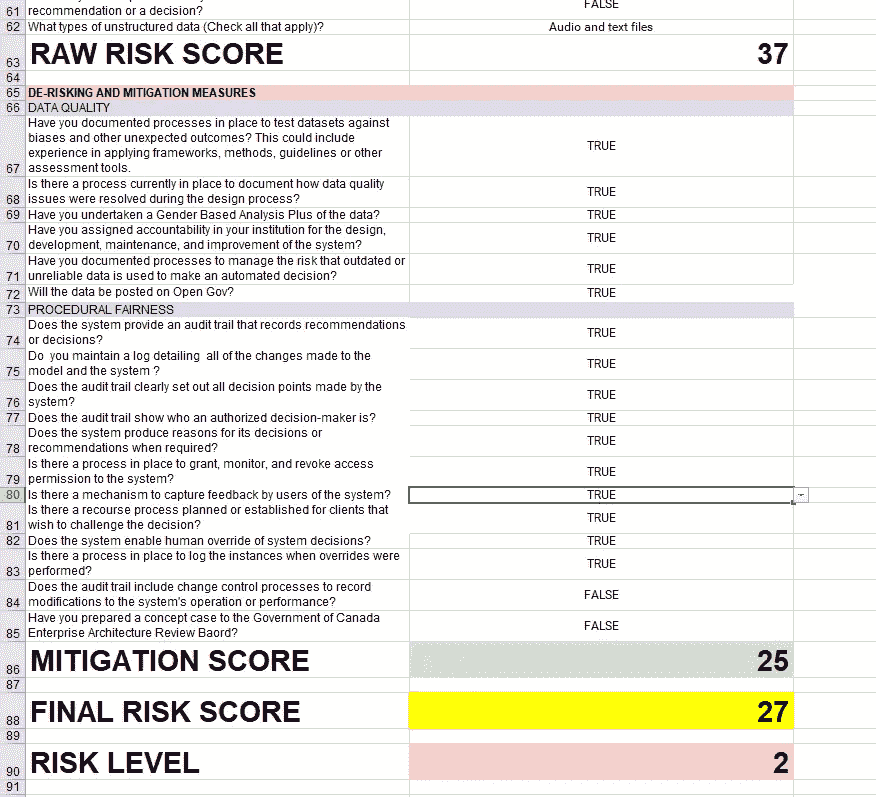 61 recommendation or a decision? FALSE
62 What types of unstructured data (Check all that apply)? Audio and text files
63 RAW RISK SCORE 37
64
65 DE-RISKING AND MITIGATION MEASURES
66 DATA QUALITY
Have you documented processes in place to test datasets against
biases and other unexpected outcomes? This could include
experience in applying frameworks, methods, guidelines or other TRUE
67 assessment tools.
Is there a process currently in place to document how data quality
68 issues were resolved during the design process? TRUE
69 Have you undertaken a Gender Based Analysis Plus of the data? TRUE
Have you assigned accountability in your institution for the design,
70 development, maintenance, and improvement of the system? TRUE
Have you documented processes to manage the risk that outdated or
71 unreliable data is used to make an automated decision? TRUE
72 Will the data be posted on Open Gov? TRUE
73 PROCEDURAL FAIRNESS
Does the system provide an audit trail that records recommendations
74 or decisions? TRUE
Do you maintain a log detailing all of the changes made to the
75 model and the system ? TRUE
Does the audit trail clearly set out all decision points made by the
76 system? TRUE
77 Does the audit trail show who an authorized decision-maker is? TRUE
Does the system produce reasons for its decisions or
78 recommendations when required? TRUE
Is there a process in place to grant, monitor, and revoke access
79 permission to the system? TRUE
80 Is there a mechanism to capture feedback by users of the system? TRUE
Is there a recourse process planned or established for clients that
81 wish to challenge the decision? TRUE
82 Does the system enable human override of system decisions? TRUE
Is there a process in place to log the instances when overrides were
83 performed? TRUE
Does the audit trail include change control processes to record
84 modifications to the system's operation or performance? FALSE
Have you prepared a concept case to the Government of Canada
85 Enterprise Architecture Review Baord? FALSE
86 MITIGATION SCORE 25
87
88 FINAL RISK SCORE 27
89
90 RISK LEVEL 2
91